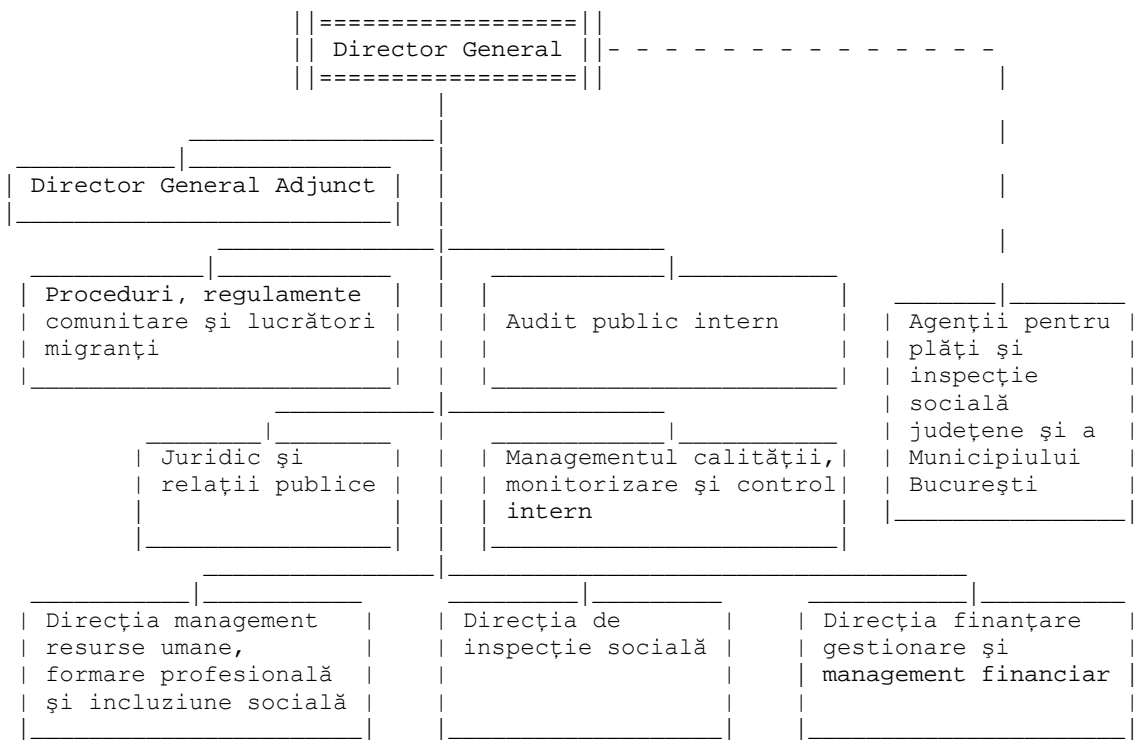 Director General
Director General Adjunct
Proceduri, regulamente
comunitare şi lucrători
migranţi
Audit public intern
Agenţii pentru
plăţi şi
inspecţie
socială
judeţene şi a
Municipiului
Bucureşti
Juridic şi
relaţii publice
Managementul calităţii,
monitorizare şi control
intern
Direcţia management
resurse umane,
formare profesională
şi incluziune socială
Direcţia de
inspecţie socială
Direcţia finanţare
gestionare şi
management financiar